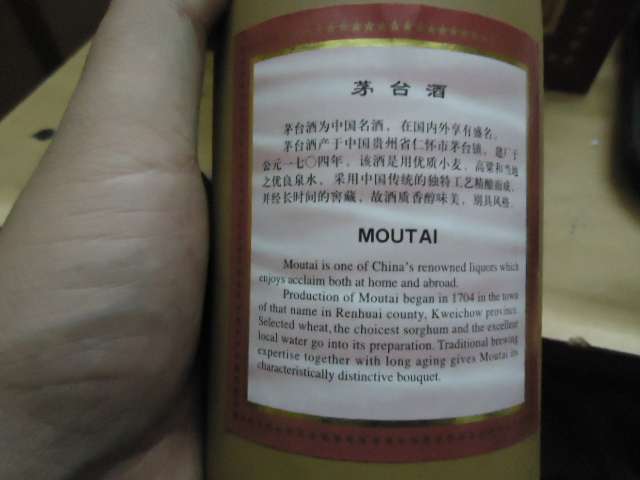 茅台酒
茅台酒为中国名酒，在国内外享有盛名。
茅台酒产于中国贵州省仁怀市茅台镇，建厂于
公元一七〇四年，该酒是用优质小麦、高粱和当地
之优良泉水，采用中国传统的独特工艺精酿而成，
并经长时间的窖藏，故酒质香醇味美，别具风格。
MOUTAI
Moutai is one of China's renowned liquors which
enjoys acclaim both at home and abroad.
Production of Moutai began in 1704 in the town
of that name in Renhuai county, Kweichow province.
Selected wheat, the choicest sorghum and the excellent
local water go into its preparation. Traditional brewing
expertise together with long aging gives Moutai its
characteristically distinctive bouquet.